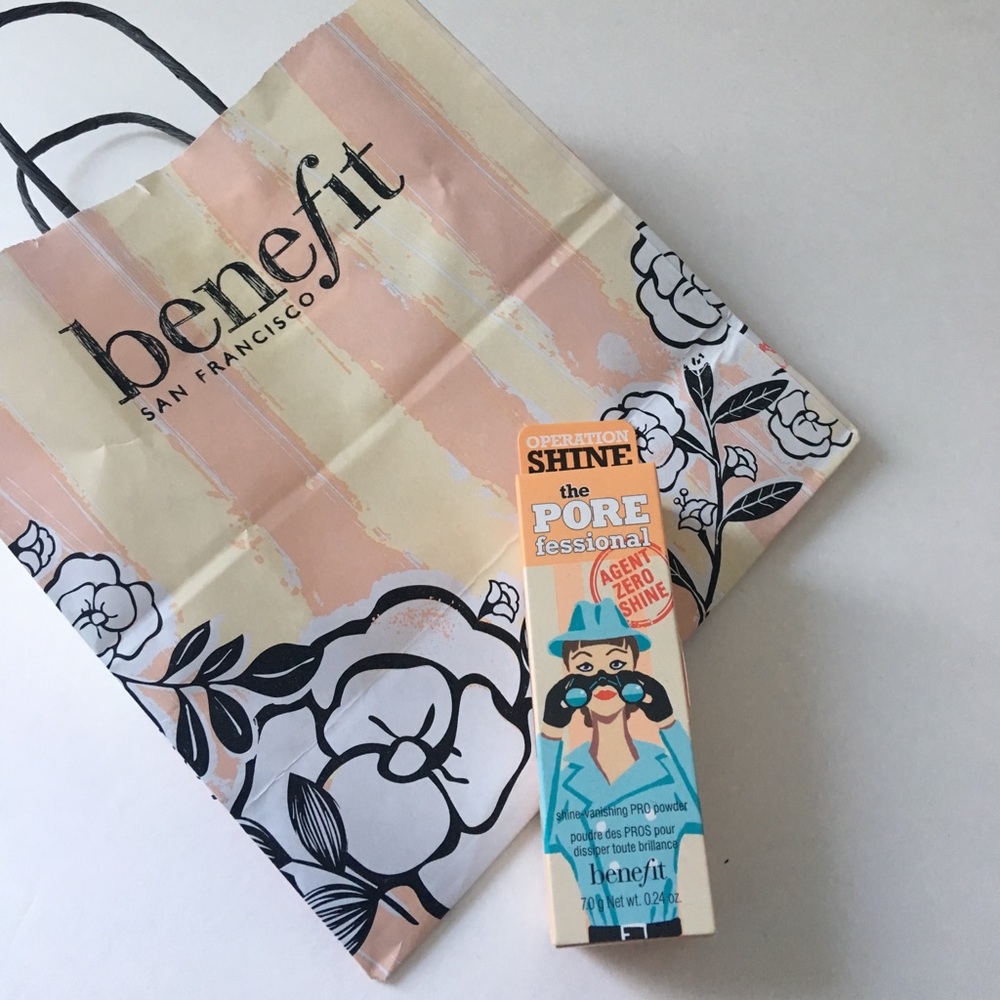 benefit
SAN FRANCISCO
OPERATION
SHINE
the
PORE
fessional
AGENT
ZERO
SHINE
shine-vanishing PRO powder
poudre des PROS pour
dissiper toute brillance
benefit
7.0 g Net wt. 0.24 oz.